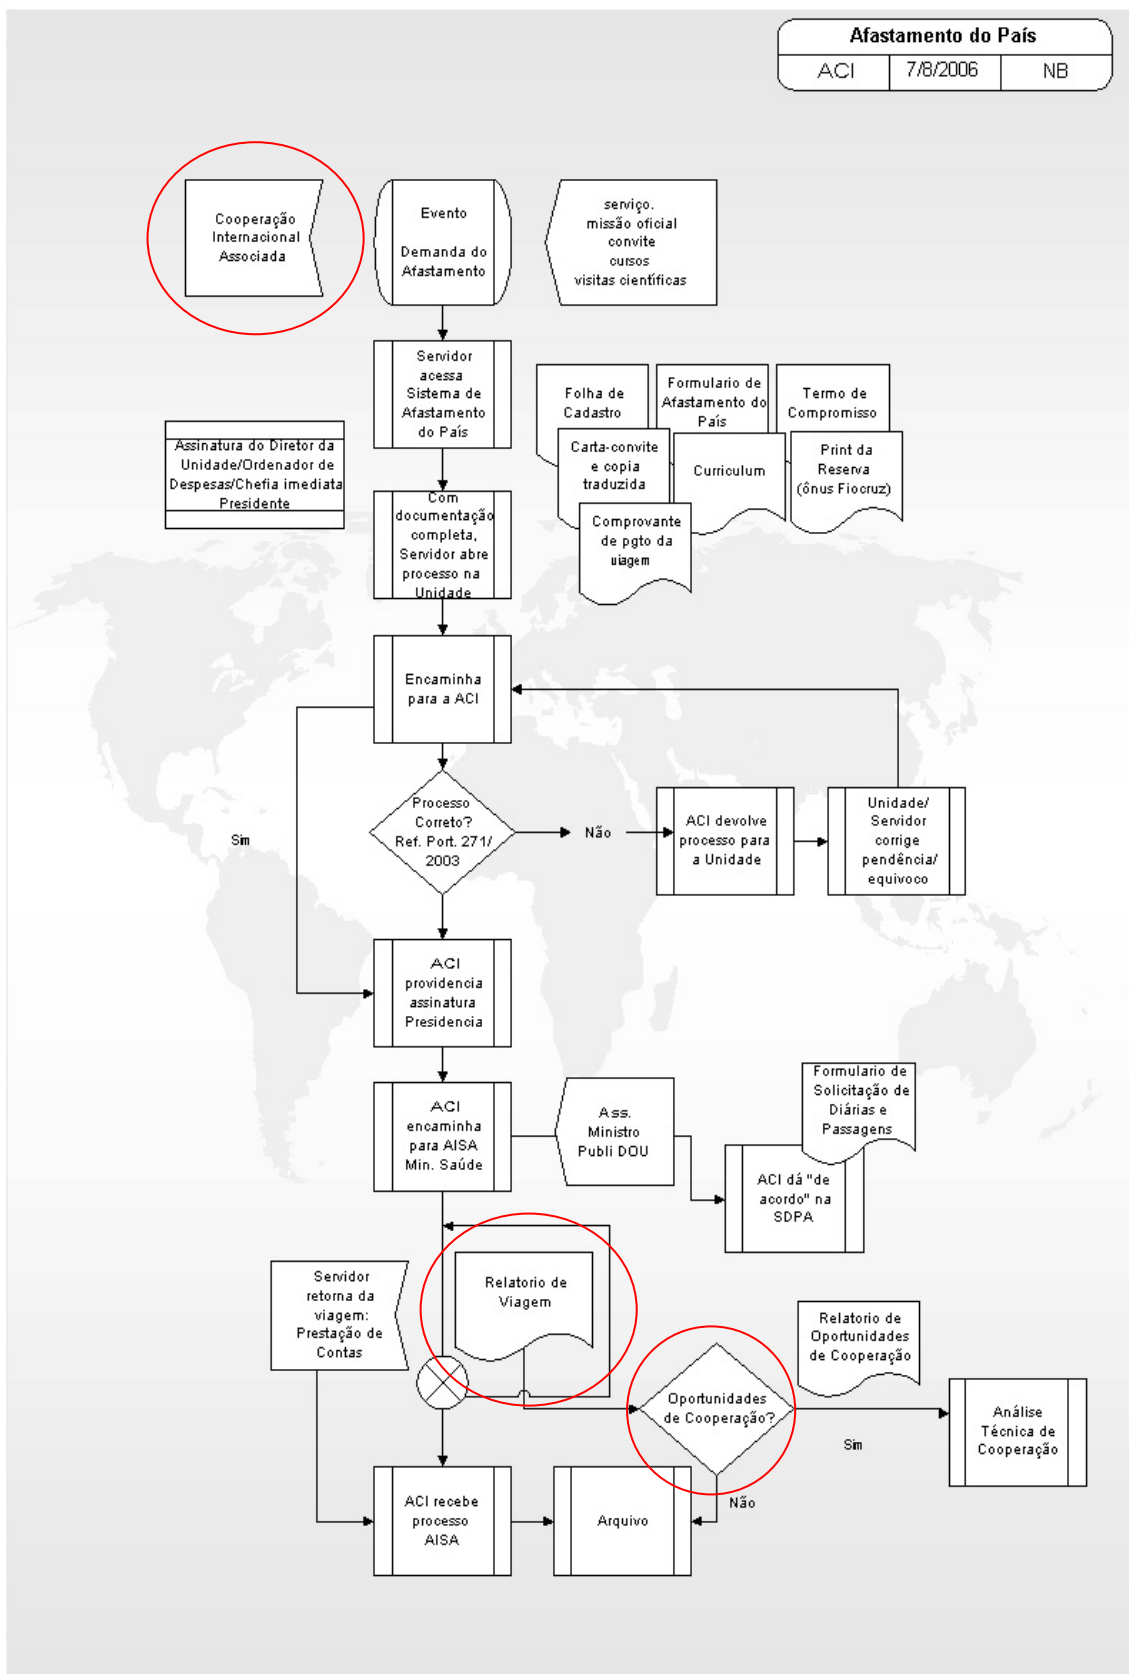 Afastamento do País
ACI
7/8/2006
NB
Cooperação
Internacional
Associada
Evento
Demanda do
Afastamento
serviço.
missão oficial
convite
cursos
visitas científicas
Servidor
acessa
Sistema de
Afastamento
do País
Folha de
Cadastro
Formulario de
Afastamento do
País
Termo de
Compromisso
Assinatura do Diretor da
Unidade/Ordenador de
Despesas/Chefia imediata
Presidente
Carta-convite
e copia
traduzida
Curriculum
Print da
Reserva
(ônus Fiocruz)
Com
documentação
completa,
Servidor abre
processo na
Unidade
Comprovante
de pgto da
uiagem
Encaminha
para a ACI
Processo
Correto?
Ref. Port. 271/
2003
Sim
Não
ACI devolve
processo para
a Unidade
Unidade/
Servidor
corrige
pendência/
equivoco
ACI
providencia
assinatura
Presidencia
ACI
encaminha
para AISA
Min. Saúde
Ass.
Ministro
Publi DOU
Formulario de
Solicitação de
Diárias e
Passagens
ACI dá "de
acordo" na
SDPA
Servidor
retorna da
viagem:
Prestação de
Contas
Relatorio de
Viagem
Relatorio de
Oportunidades
de Cooperação
Oportunidades
de Cooperação?
Sim
Análise
Técnica de
Cooperação
Não
ACI recebe
processo
AISA
Arquivo